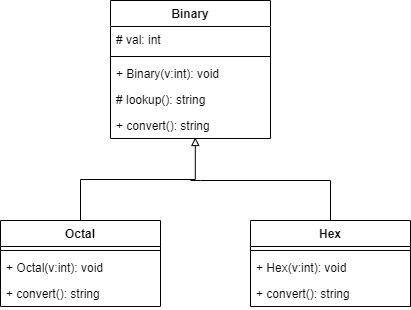 Binary
# val: int
+ Binary(v:int): void
# lookup(): string
+ convert(): string
Octal
+ Octal(v:int): void
+ convert(): string
Hex
+ Hex(v:int): void
+ convert(): string